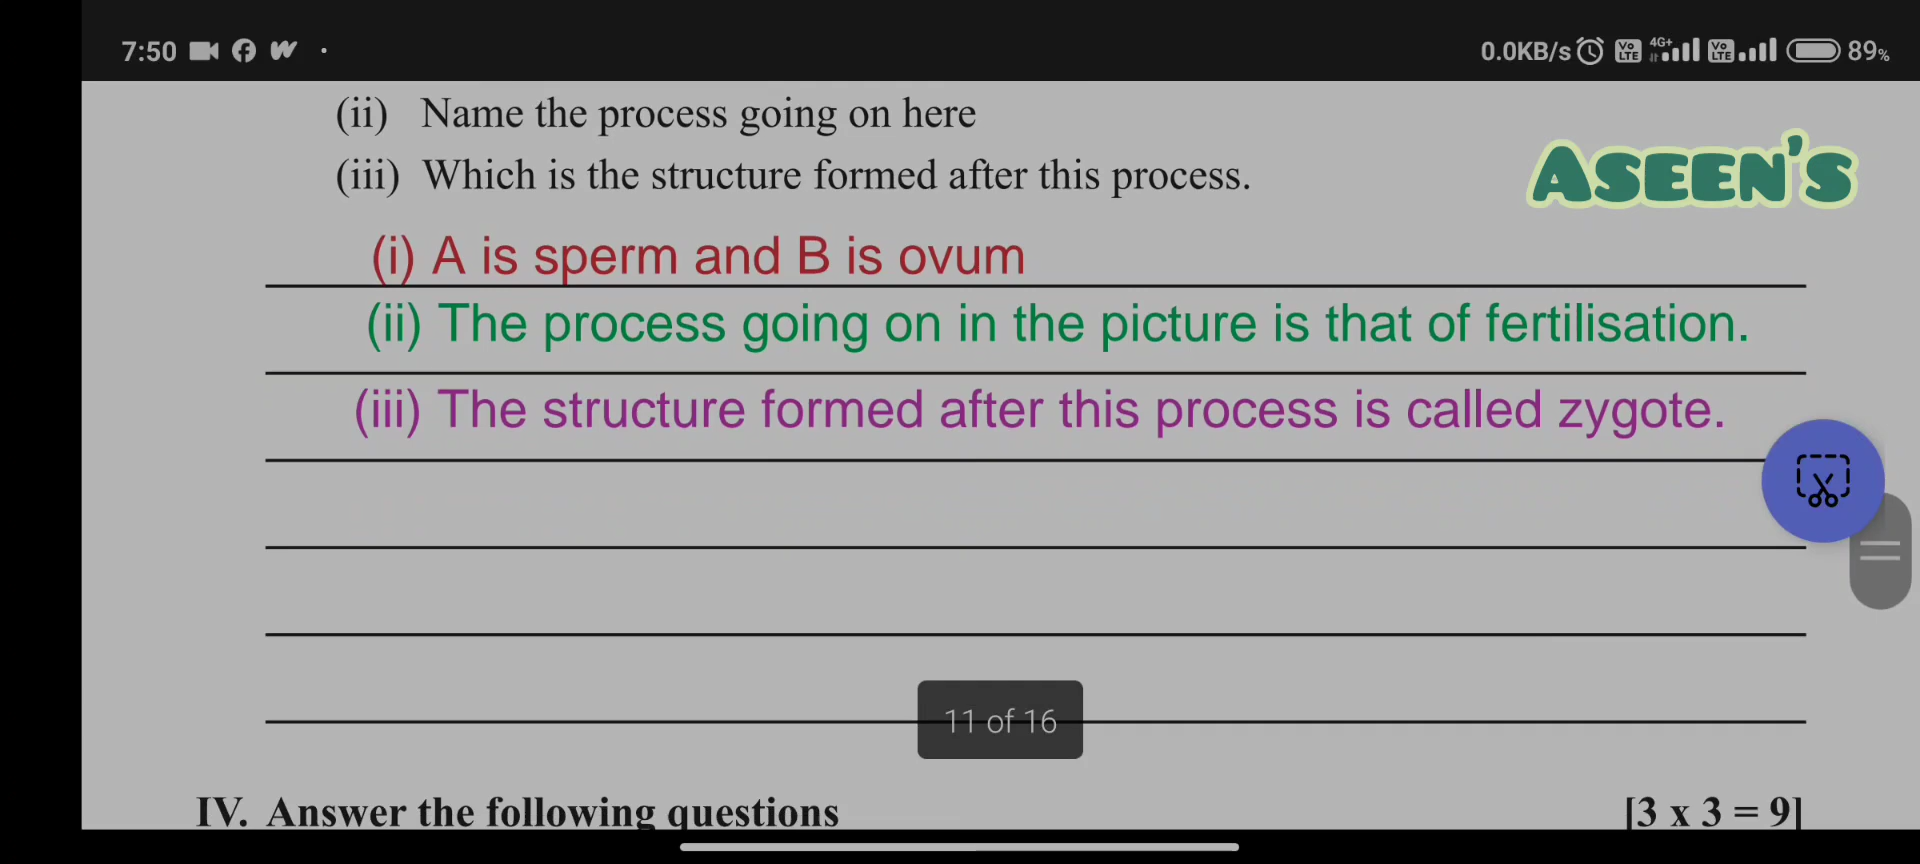 7:50
0.0KB/s 4G+ 89%
(ii) Name the process going on here
(iii) Which is the structure formed after this process.
ASEEN'S
(i) A is sperm and B is ovum
(ii) The process going on in the picture is that of fertilisation.
(iii) The structure formed after this process is called zygote.
11 of 16
IV. Answer the following questions [3 x 3 = 9]